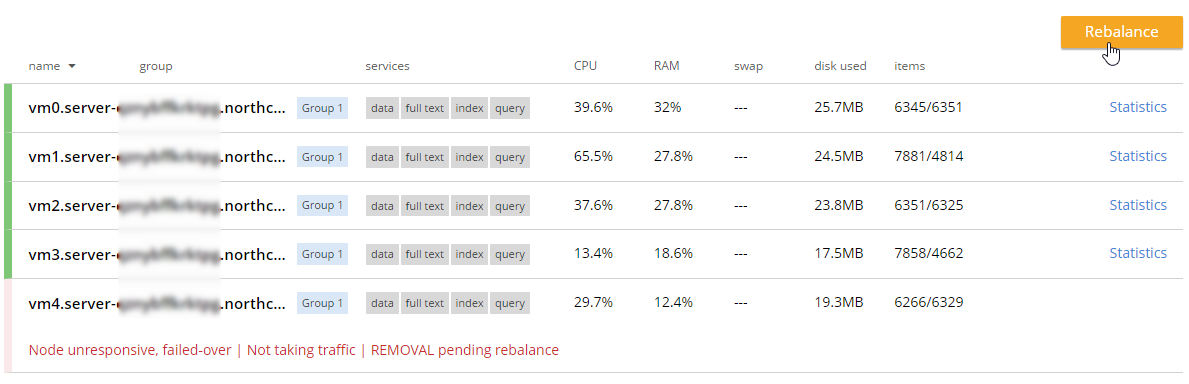 Rebalance
name group services CPU RAM swap disk used items
vm0.server- .northc... Group 1 data full text index query 39.6% 32% --- 25.7MB 6345/6351 Statistics
vm1.server- .northc... Group 1 data full text index query 65.5% 27.8% --- 24.5MB 7881/4814 Statistics
vm2.server- .northc... Group 1 data full text index query 37.6% 27.8% --- 23.8MB 6351/6325 Statistics
vm3.server- .northc... Group 1 data full text index query 13.4% 18.6% --- 17.5MB 7858/4662 Statistics
vm4.server- .northc... Group 1 data full text index query 29.7% 12.4% --- 19.3MB 6266/6329
Node unresponsive, failed-over | Not taking traffic | REMOVAL pending rebalance